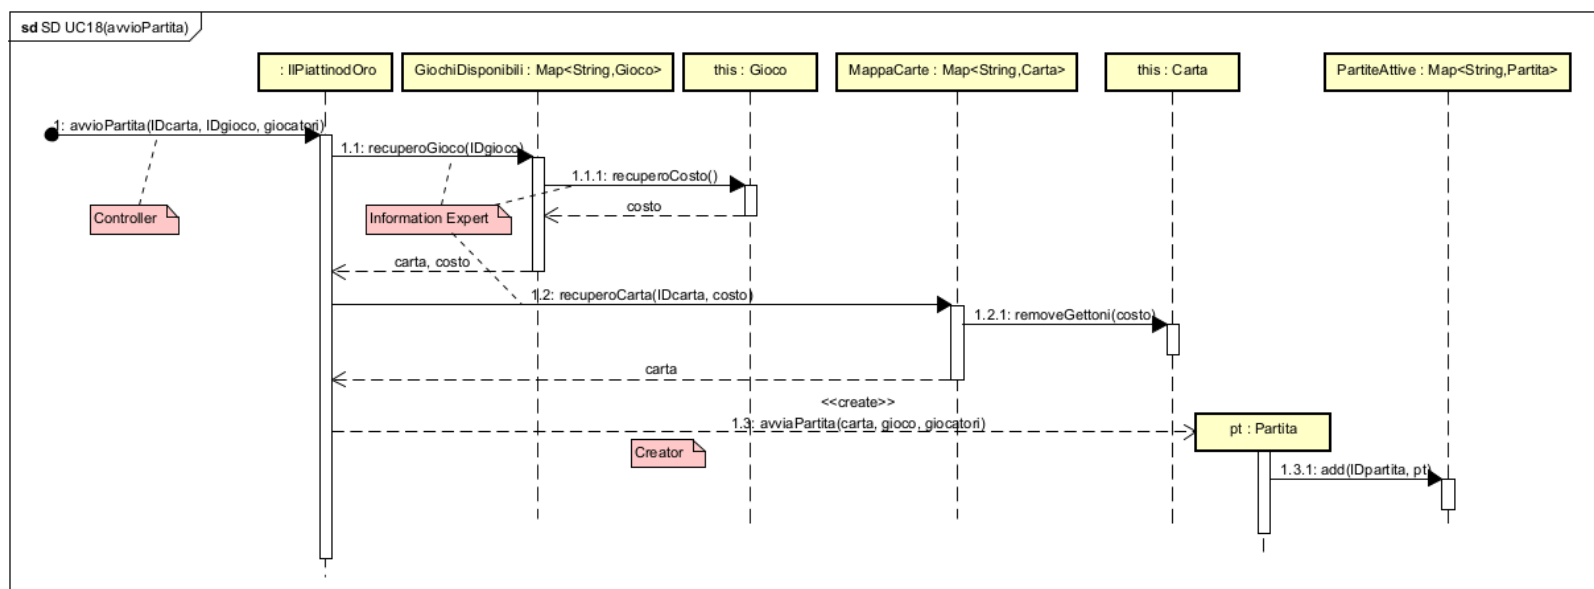 sd SD UC18(avvioPartita)
: IlPiattinodOro
GiochiDisponibili : Map<String,Gioco>
this : Gioco
MappaCarte : Map<String,Carta>
this : Carta
PartiteAttive : Map<String,Partita>
1: avvioPartita(IDcarta, IDgioco, giocatori)
1.1: recuperoGioco(IDgioco)
1.1.1: recuperoCosto()
Controller
Information Expert
costo
carta, costo
1.2: recuperoCarta(IDcarta, costo)
1.2.1: removeGettoni(costo)
carta
<<create>>
1.3: avviaPartita(carta, gioco, giocatori)
pt : Partita
Creator
1.3.1: add(IDpartita, pt)